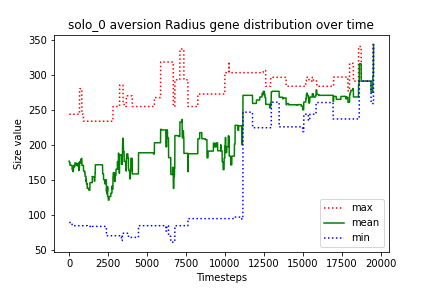 solo_0 aversion Radius gene distribution over time
Size value
350
300
250
200
150
100
50
0
2500
5000
7500
10000
12500
15000
17500
20000
Timesteps
max
mean
min